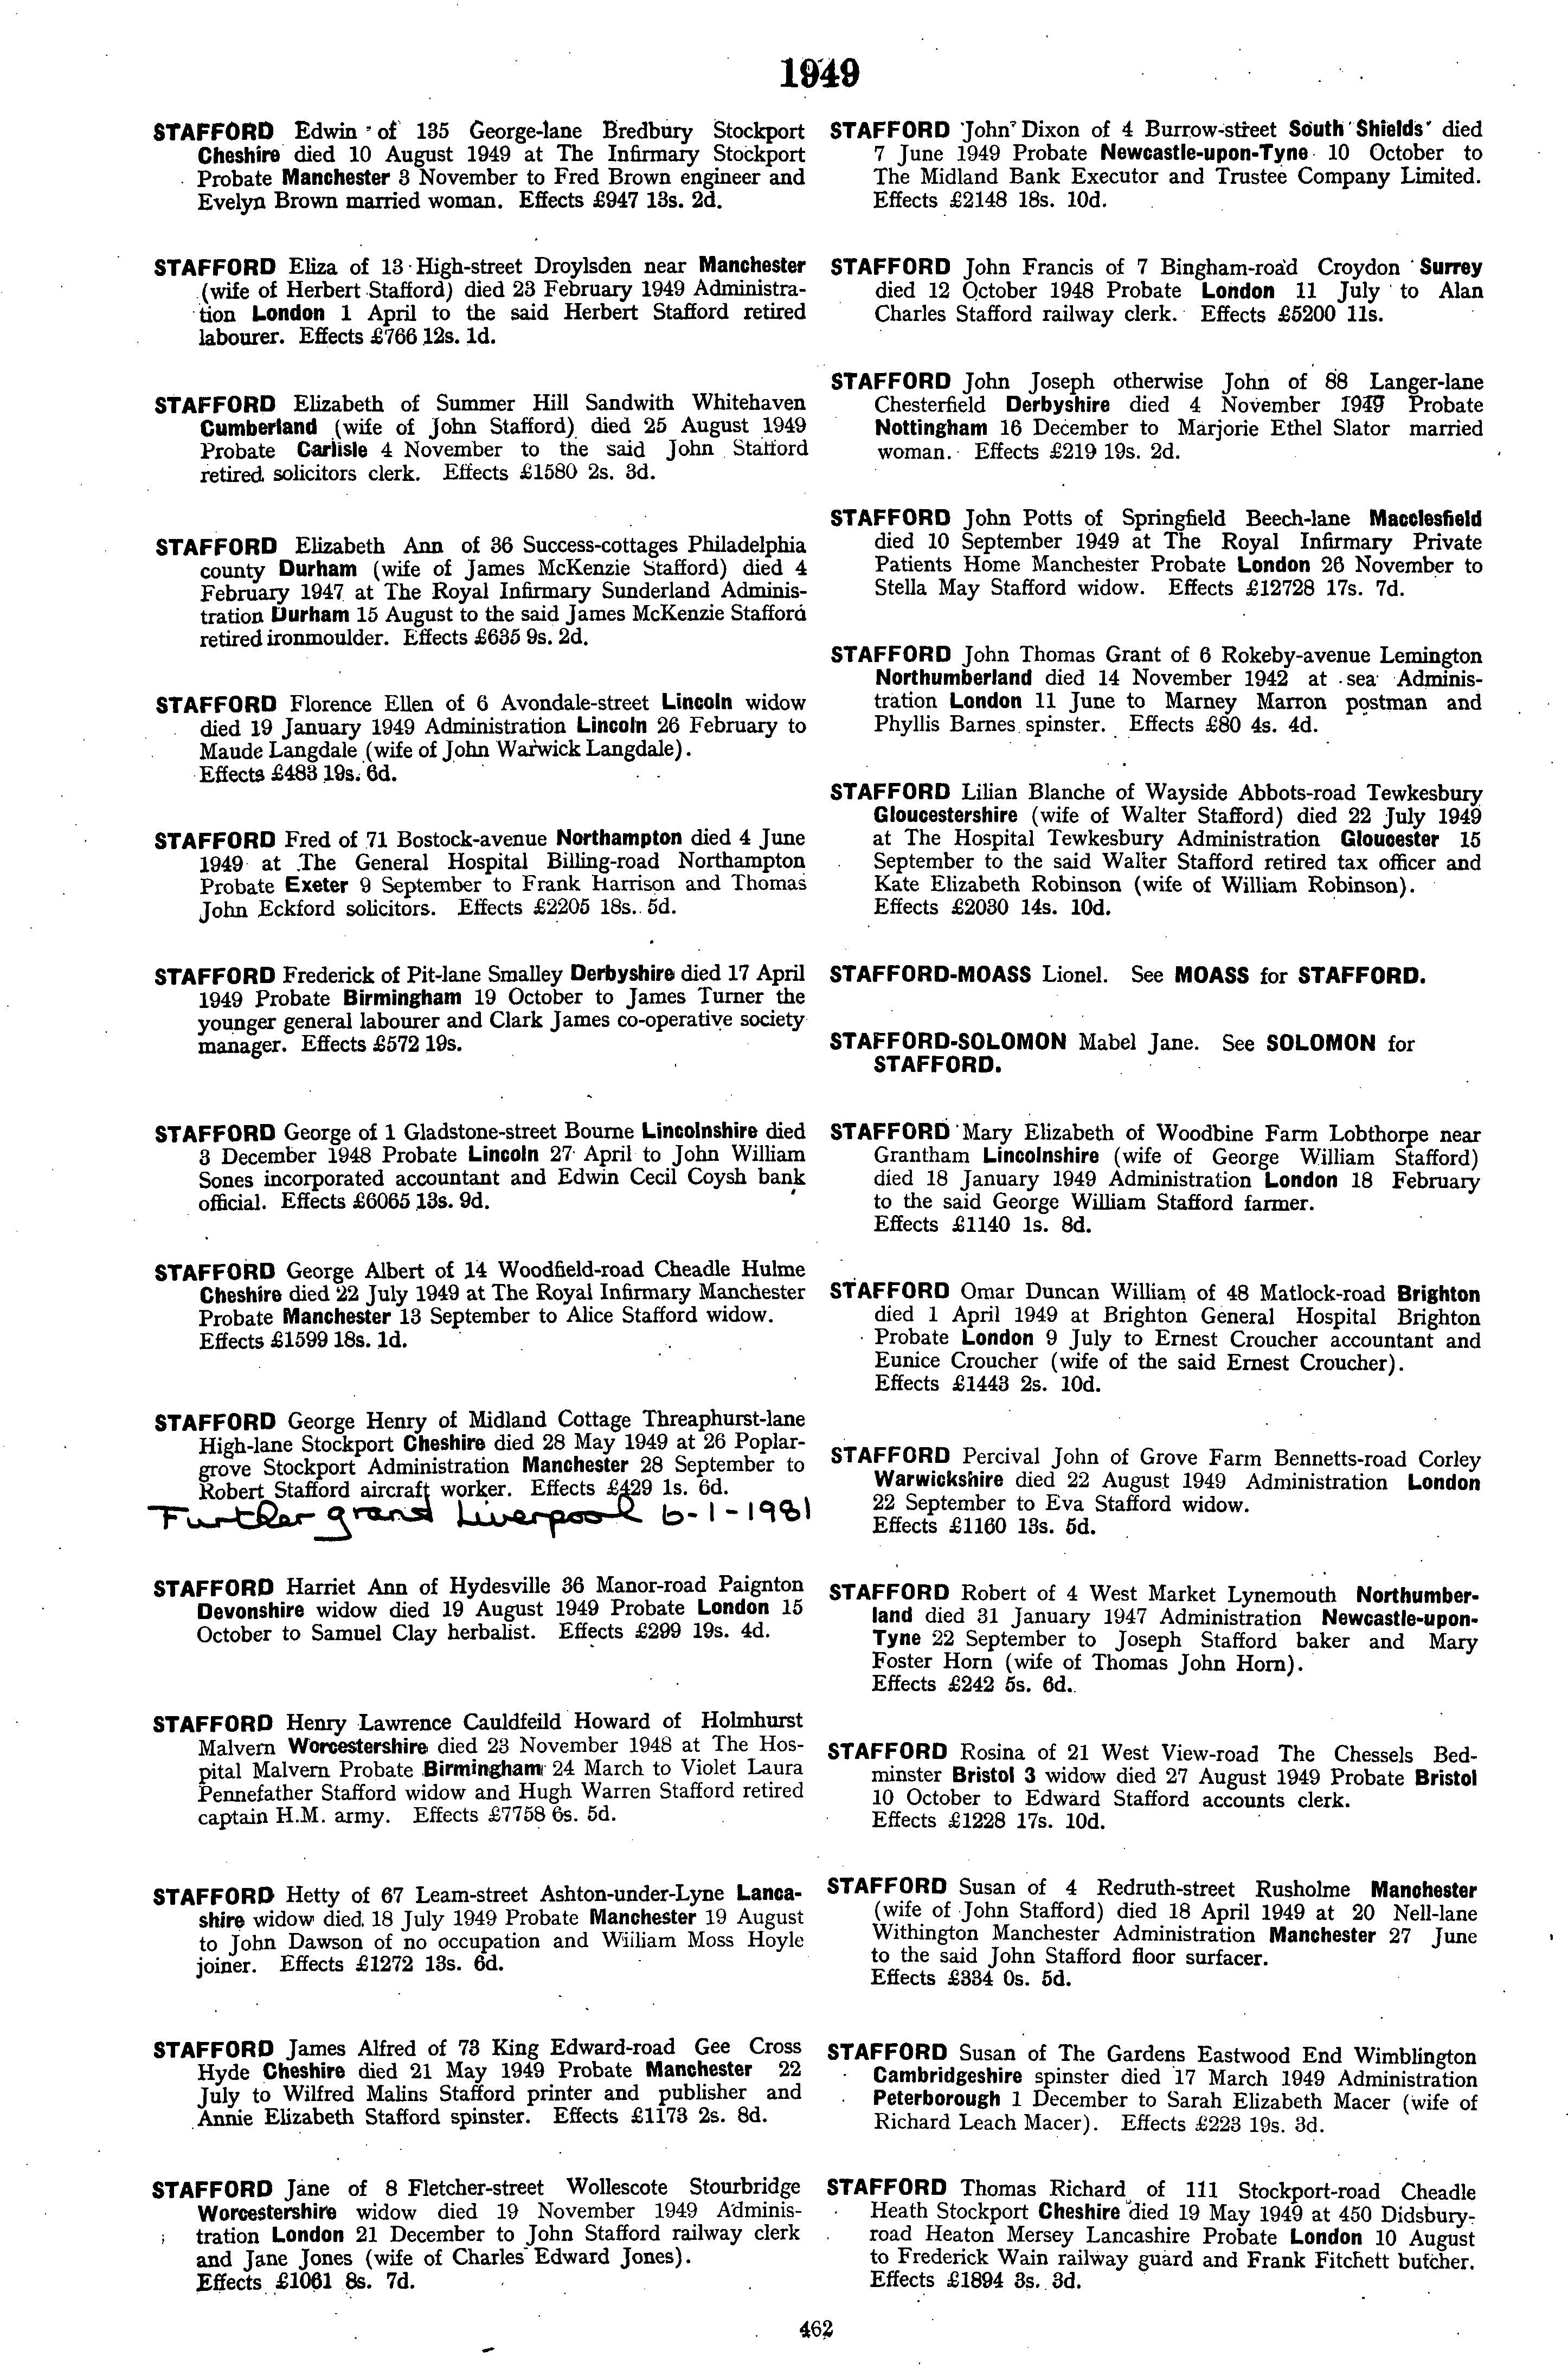 1949
STAFFORD Edwin of 135 George-lane Bredbury Stockport
Cheshire died 10 August 1949 at The Infirmary Stockport
Probate Manchester 3 November to Fred Brown engineer and
Evelyn Brown married woman. Effects £947 13s. 2d.
STAFFORD Eliza of 13 High-street Droylsden near Manchester
(wife of Herbert Stafford) died 23 February 1949 Administra-
tion London 1 April to the said Herbert Stafford retired
labourer. Effects £766 12s. 1d.
STAFFORD Elizabeth of Summer Hill Sandwith Whitehaven
Cumberland (wife of John Stafford) died 25 August 1949
Probate Carlisle 4 November to the said John Stafford
retired solicitors clerk. Effects £1580 2s. 3d.
STAFFORD Elizabeth Ann of 36 Success-cottages Philadelphia
county Durham (wife of James McKenzie Stafford) died 4
February 1947 at The Royal Infirmary Sunderland Adminis-
tration Durham 15 August to the said James McKenzie Stafford
retired ironmoulder. Effects £635 9s. 2d.
STAFFORD Florence Ellen of 6 Avondale-street Lincoln widow
died 19 January 1949 Administration Lincoln 26 February to
Maude Langdale (wife of John Warwick Langdale).
Effects £483 19s. 6d.
STAFFORD Fred of 71 Bostock-avenue Northampton died 4 June
1949 at The General Hospital Billing-road Northampton
Probate Exeter 9 September to Frank Harrison and Thomas
John Eckford solicitors. Effects £2205 18s. 5d.
STAFFORD Frederick of Pit-lane Smalley Derbyshire died 17 April
1949 Probate Birmingham 19 October to James Turner the
younger general labourer and Clark James co-operative society
manager. Effects £572 19s.
STAFFORD George of 1 Gladstone-street Bourne Lincolnshire died
3 December 1948 Probate Lincoln 27 April to John William
Sones incorporated accountant and Edwin Cecil Coysh bank
official. Effects £6065 13s. 9d.
STAFFORD George Albert of 14 Woodfield-road Cheadle Hulme
Cheshire died 22 July 1949 at The Royal Infirmary Manchester
Probate Manchester 13 September to Alice Stafford widow.
Effects £1599 18s. 1d.
STAFFORD George Henry of Midland Cottage Threaphurst-lane
High-lane Stockport Cheshire died 28 May 1949 at 26 Poplar-
grove Stockport Administration Manchester 28 September to
Robert Stafford aircraft worker. Effects £429 1s. 6d.
Further grant Liverpool 6-1-1981
STAFFORD Harriet Ann of Hydesville 36 Manor-road Paignton
Devonshire widow died 19 August 1949 Probate London 15
October to Samuel Clay herbalist. Effects £299 19s. 4d.
STAFFORD Henry Lawrence Cauldfeild Howard of Holmhurst
Malvern Worcestershire died 23 November 1948 at The Hos-
pital Malvern Probate Birmingham 24 March to Violet Laura
Pennefather Stafford widow and Hugh Warren Stafford retired
captain H.M. army. Effects £7758 6s. 5d.
STAFFORD Hetty of 67 Leam-street Ashton-under-Lyne Lanca-
shire widow died 18 July 1949 Probate Manchester 19 August
to John Dawson of no occupation and William Moss Hoyle
joiner. Effects £1272 13s. 6d.
STAFFORD James Alfred of 73 King Edward-road Gee Cross
Hyde Cheshire died 21 May 1949 Probate Manchester 22
July to Wilfred Malins Stafford printer and publisher and
Annie Elizabeth Stafford spinster. Effects £1173 2s. 8d.
STAFFORD Jane of 8 Fletcher-street Wollescote Stourbridge
Worcestershire widow died 19 November 1949 Adminis-
tration London 21 December to John Stafford railway clerk
and Jane Jones (wife of Charles Edward Jones).
Effects £1061 8s. 7d.
STAFFORD John Dixon of 4 Burrow-street South Shields died
7 June 1949 Probate Newcastle-upon-Tyne 10 October to
The Midland Bank Executor and Trustee Company Limited.
Effects £2148 18s. 10d.
STAFFORD John Francis of 7 Bingham-road Croydon Surrey
died 12 October 1948 Probate London 11 July to Alan
Charles Stafford railway clerk. Effects £5200 11s.
STAFFORD John Joseph otherwise John of 88 Langer-lane
Chesterfield Derbyshire died 4 November 1949 Probate
Nottingham 16 December to Marjorie Ethel Slator married
woman. Effects £219 19s. 2d.
STAFFORD John Potts of Springfield Beech-lane Macclesfield
died 10 September 1949 at The Royal Infirmary Private
Patients Home Manchester Probate London 26 November to
Stella May Stafford widow. Effects £12728 17s. 7d.
STAFFORD John Thomas Grant of 6 Rokeby-avenue Lemington
Northumberland died 14 November 1942 at sea Adminis-
tration London 11 June to Marney Marron postman and
Phyllis Barnes spinster. Effects £80 4s. 4d.
STAFFORD Lilian Blanche of Wayside Abbots-road Tewkesbury
Gloucestershire (wife of Walter Stafford) died 22 July 1949
at The Hospital Tewkesbury Administration Gloucester 15
September to the said Walter Stafford retired tax officer and
Kate Elizabeth Robinson (wife of William Robinson).
Effects £2030 14s. 10d.
STAFFORD-MOASS Lionel. See MOASS for STAFFORD.
STAFFORD-SOLOMON Mabel Jane. See SOLOMON for
STAFFORD.
STAFFORD Mary Elizabeth of Woodbine Farm Lobthorpe near
Grantham Lincolnshire (wife of George William Stafford)
died 18 January 1949 Administration London 18 February
to the said George William Stafford farmer.
Effects £1140 1s. 8d.
STAFFORD Omar Duncan William of 48 Matlock-road Brighton
died 1 April 1949 at Brighton General Hospital Brighton
Probate London 9 July to Ernest Croucher accountant and
Eunice Croucher (wife of the said Ernest Croucher).
Effects £1443 2s. 10d.
STAFFORD Percival John of Grove Farm Bennetts-road Corley
Warwickshire died 22 August 1949 Administration London
22 September to Eva Stafford widow.
Effects £1160 13s. 5d.
STAFFORD Robert of 4 West Market Lynemouth Northumber-
land died 31 January 1947 Administration Newcastle-upon-
Tyne 22 September to Joseph Stafford baker and Mary
Foster Horn (wife of Thomas John Horn).
Effects £242 5s. 6d.
STAFFORD Rosina of 21 West View-road The Chessels Bed-
minster Bristol 3 widow died 27 August 1949 Probate Bristol
10 October to Edward Stafford accounts clerk.
Effects £1228 17s. 10d.
STAFFORD Susan of 4 Redruth-street Rusholme Manchester
(wife of John Stafford) died 18 April 1949 at 20 Nell-lane
Withington Manchester Administration Manchester 27 June
to the said John Stafford floor surfacer.
Effects £334 0s. 5d.
STAFFORD Susan of The Gardens Eastwood End Wimblington
Cambridgeshire spinster died 17 March 1949 Administration
Peterborough 1 December to Sarah Elizabeth Macer (wife of
Richard Leach Macer). Effects £223 19s. 3d.
STAFFORD Thomas Richard of 111 Stockport-road Cheadle
Heath Stockport Cheshire died 19 May 1949 at 450 Didsbury-
road Heaton Mersey Lancashire Probate London 10 August
to Frederick Wain railway guard and Frank Fitchett butcher.
Effects £1894 3s. 3d.
462